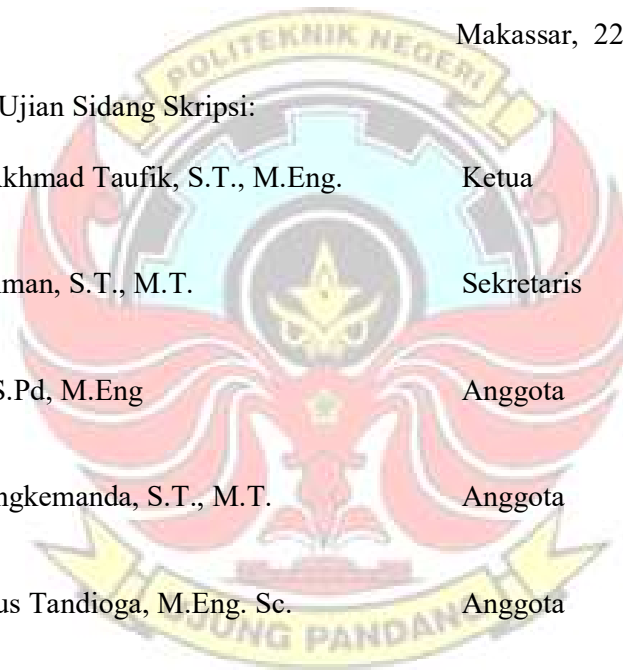 Makassar, 22
Ujian Sidang Skripsi:
Akhmad Taufik, S.T., M.Eng. Ketua
man, S.T., M.T. Sekretaris
S.Pd, M.Eng Anggota
ngkemanda, S.T., M.T. Anggota
us Tandioga, M.Eng. Sc. Anggota
POLITEKNIK NEGERI
UJUNG PANDANG